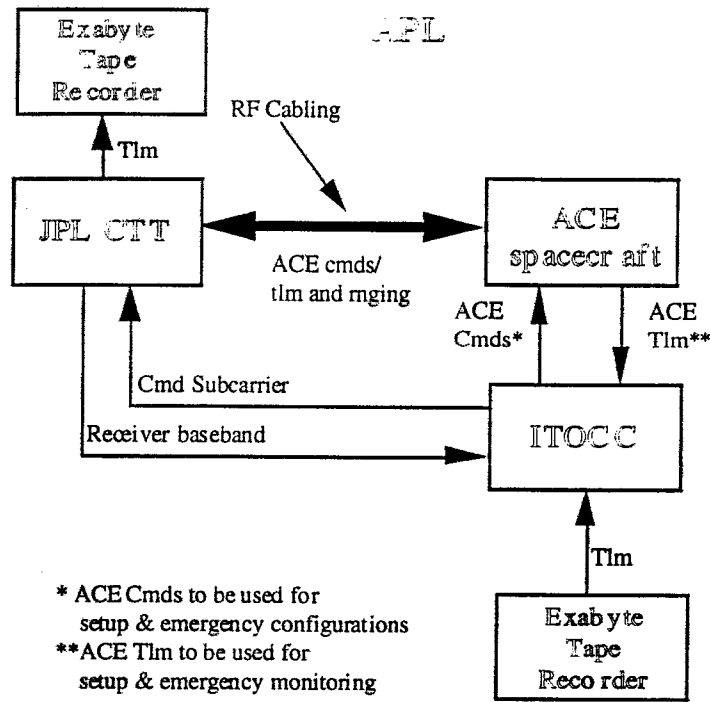 APL
Exabyte
Tape
Recorder
RF Cabling
Tlm
JPL CTT
ACE
spacecraft
ACE cmds/
tlm and rnging
ACE
Cmds*
ACE
Tlm**
Cmd Subcarrier
Receiver baseband
ITOCC
Tlm
* ACE Cmds to be used for
setup & emergency configurations
**ACE Tlm to be used for
setup & emergency monitoring
Exabyte
Tape
Recorder